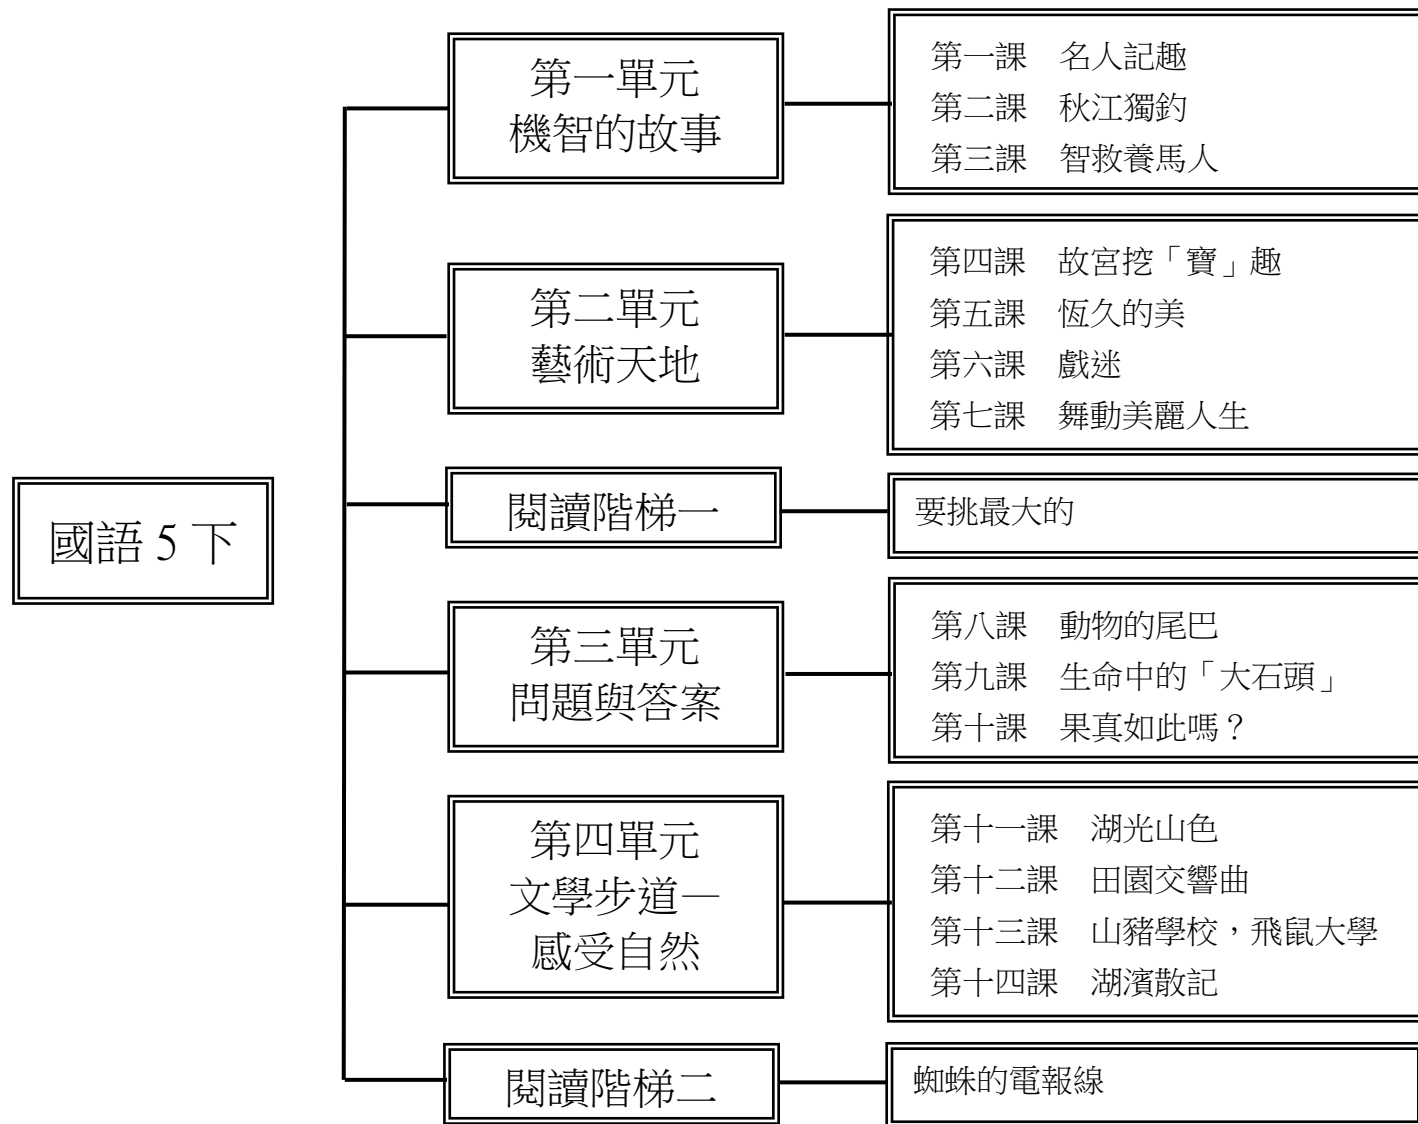 國語 5 下
第一單元
機智的故事
第一課　名人記趣
第二課　秋江獨釣
第三課　智救養馬人
第二單元
藝術天地
第四課　故宮挖「寶」趣
第五課　恆久的美
第六課　戲迷
第七課　舞動美麗人生
閱讀階梯一
要挑最大的
第三單元
問題與答案
第八課　動物的尾巴
第九課　生命中的「大石頭」
第十課　果真如此嗎？
第四單元
文學步道—
感受自然
第十一課　湖光山色
第十二課　田園交響曲
第十三課　山豬學校，飛鼠大學
第十四課　湖濱散記
閱讀階梯二
蜘蛛的電報線